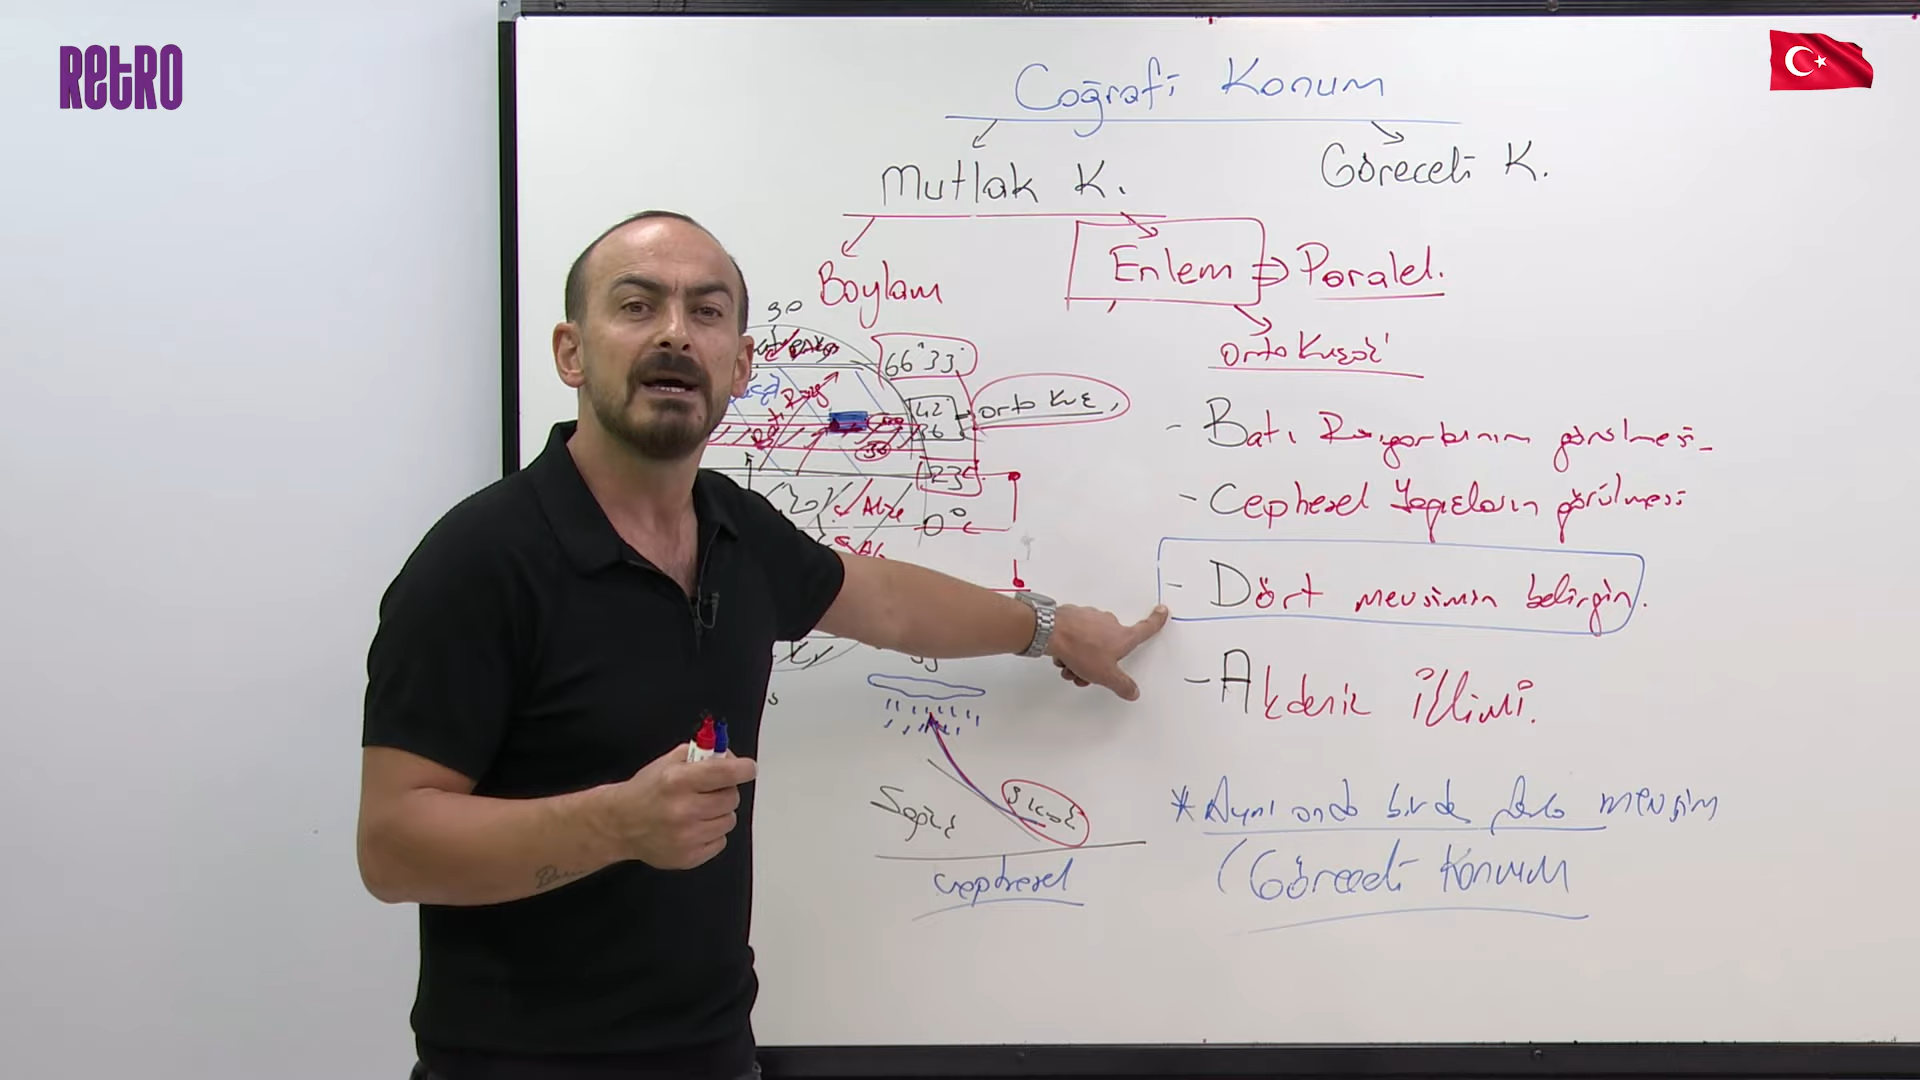 RETRO
Coğrafi Konum
Mutlak K.
Göreceli K.
Boylam
Enlem ⇒ Paralel.
Orta Kuşak
90
66°33'
42
36
Orta Kuş.
23
0°
- Batı Rüzgarlarının görülmesi
- Cephesel Yağışların görülmesi
- Dört mevsimin belirgin.
- Akdeniz iklimi.
Soğuk
Sıcak
Cephesel
* Aynı anda birde fazla mevsim
(Göreceli Konum